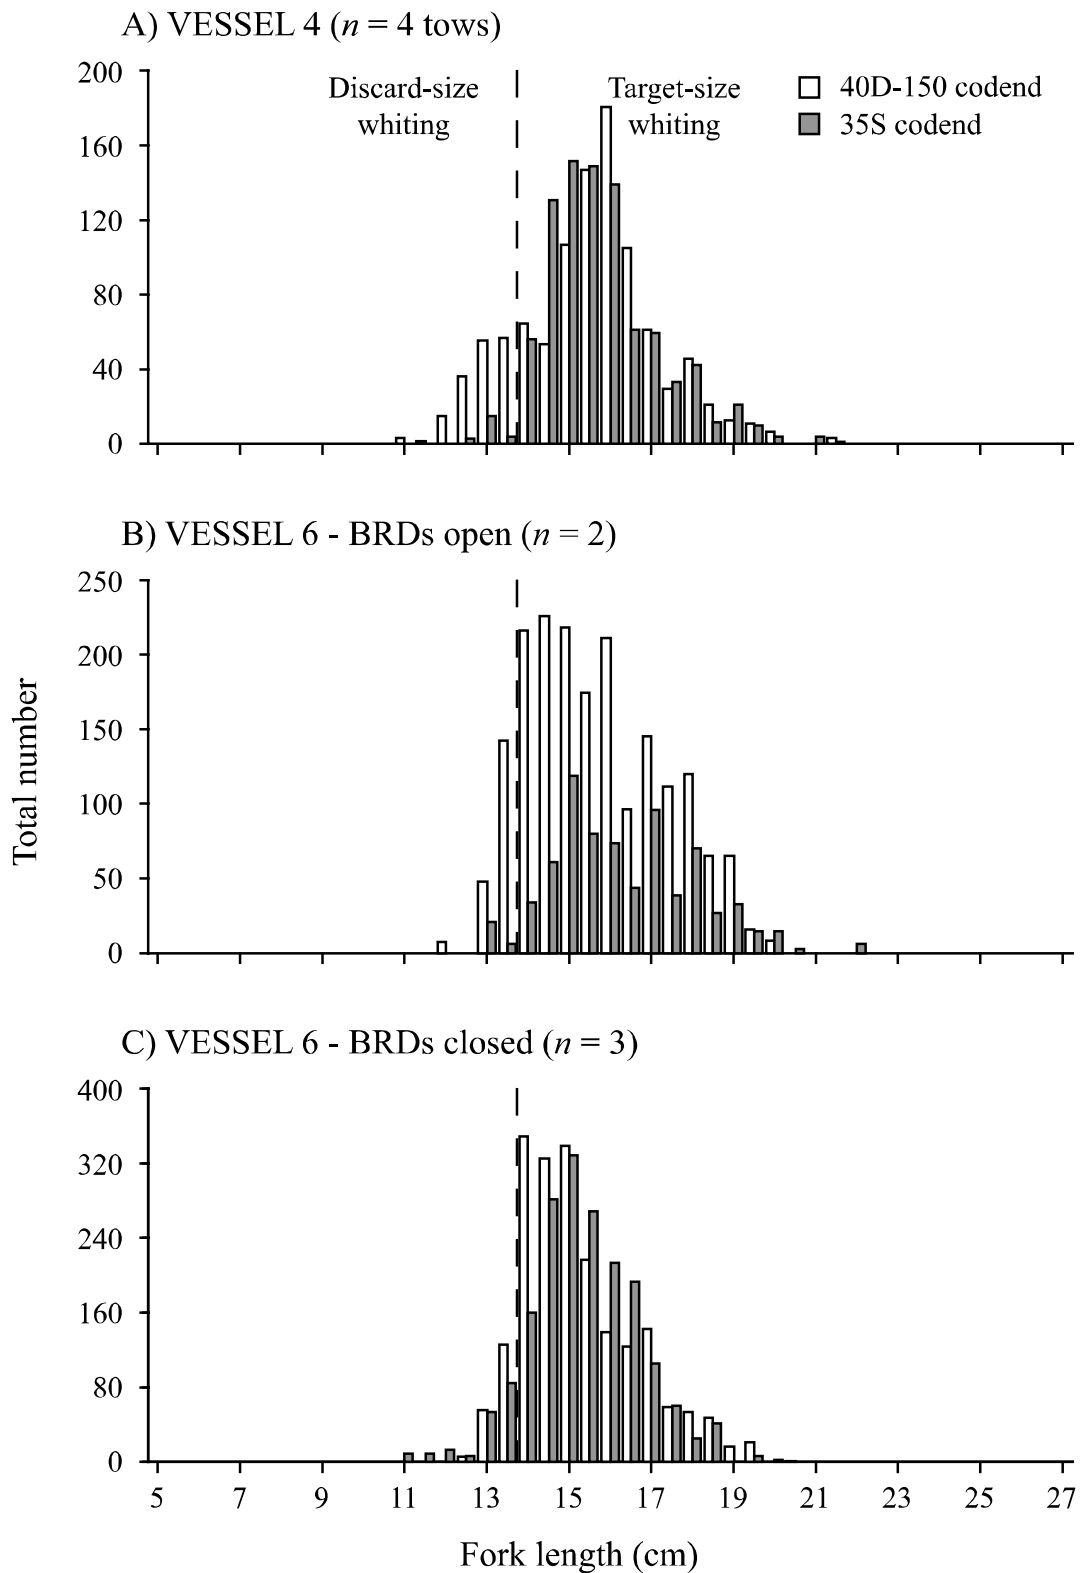 A) VESSEL 4 (n = 4 tows)
200
160
120
80
40
0
Discard-size
whiting
Target-size
whiting
40D-150 codend
35S codend
B) VESSEL 6 - BRDs open (n = 2)
250
200
150
100
50
0
Total number
C) VESSEL 6 - BRDs closed (n = 3)
400
320
240
160
80
0
5 7 9 11 13 15 17 19 21 23 25 27
Fork length (cm)